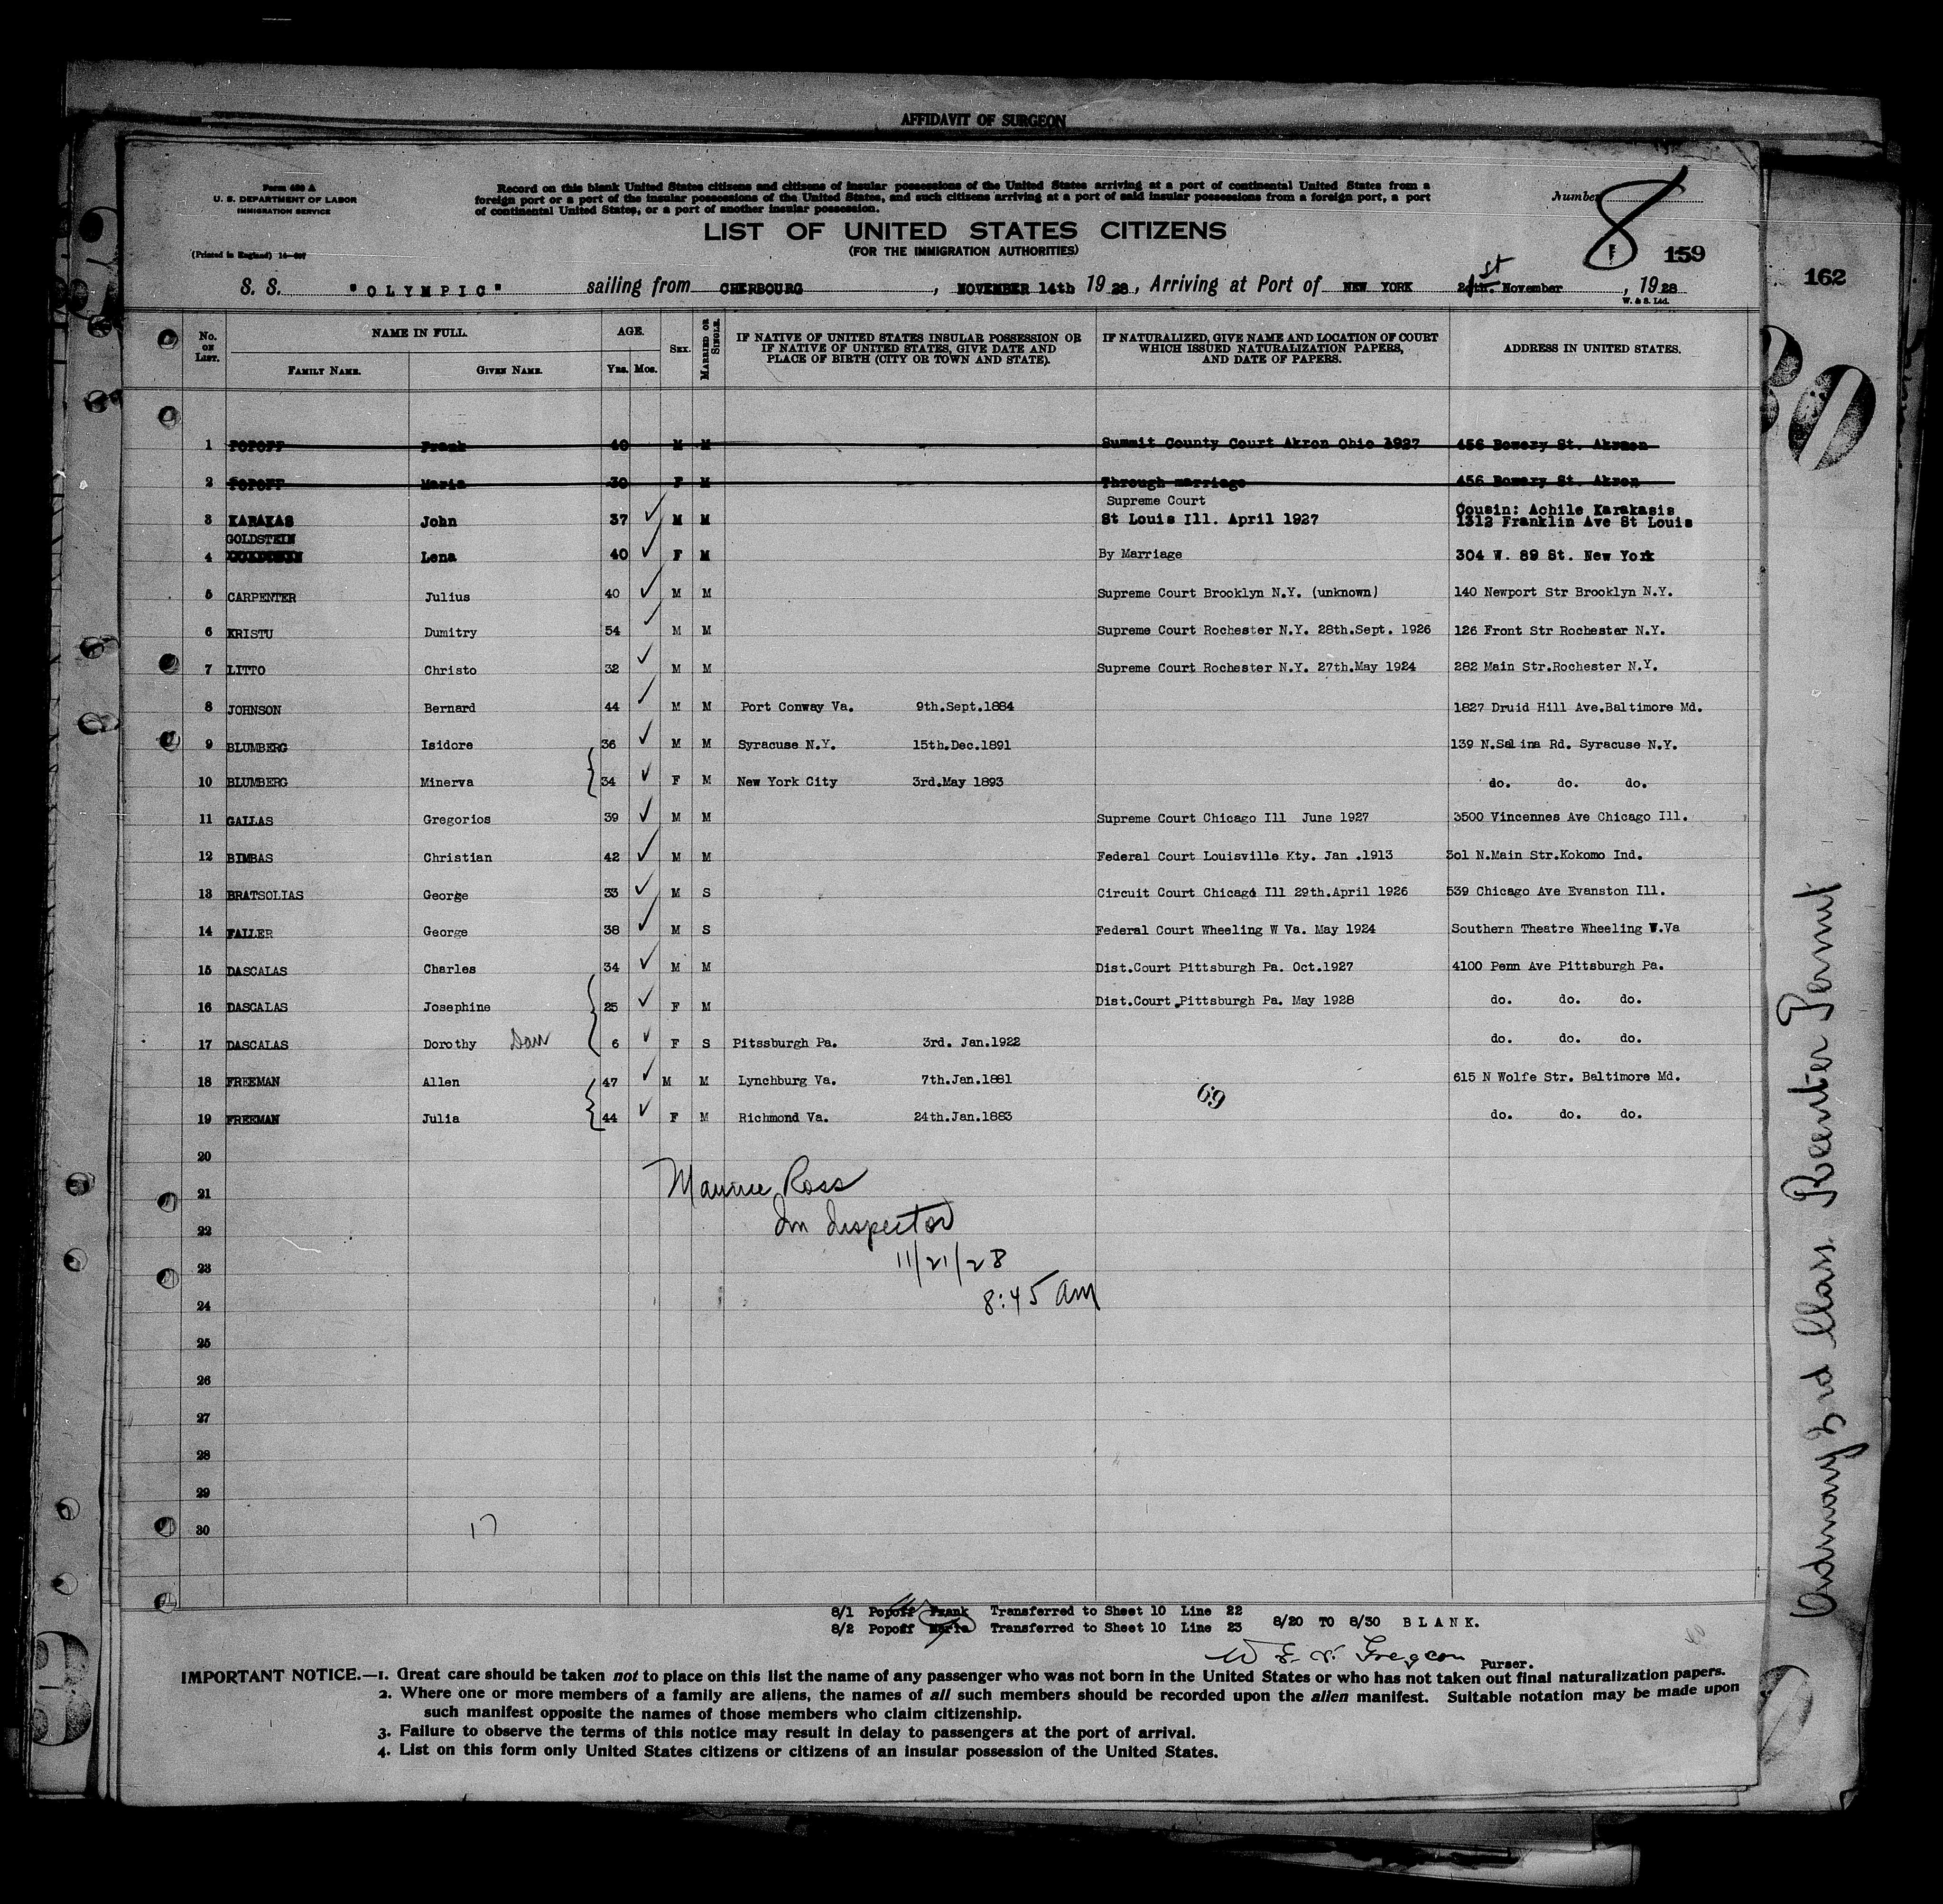 AFFIDAVIT OF SURGEON
Form 630 A
U. S. DEPARTMENT OF LABOR
IMMIGRATION SERVICE
(Printed in England)
Record on this blank United States citizens and citizens of insular possessions of the United States arriving at a port of continental United States from a
foreign port or a port of the insular possessions of the United States, and such citizens arriving at a port of said insular possessions from a foreign port, a port
of continental United States, or a port of another insular possession.
Number 8
LIST OF UNITED STATES CITIZENS
(FOR THE IMMIGRATION AUTHORITIES)
159
162
S. S. "OLYMPIC" sailing from CHERBOURG, NOVEMBER 14th 1928, Arriving at Port of NEW YORK 21st November, 1928
W. & S. Ltd.
No. ON LIST. NAME IN FULL. AGE. SEX. MARRIED OR SINGLE. IF NATIVE OF UNITED STATES INSULAR POSSESSION OR IF NATIVE OF UNITED STATES, GIVE DATE AND PLACE OF BIRTH (CITY OR TOWN AND STATE). IF NATURALIZED, GIVE NAME AND LOCATION OF COURT WHICH ISSUED NATURALIZATION PAPERS, AND DATE OF PAPERS. ADDRESS IN UNITED STATES.
FAMILY NAME. GIVEN NAME. Yrs. Mos.
1 POPOFF Frank 40 M M Summit County Court Akron Ohio 1927 456 Bowery St. Akron
2 POPOFF Maria 30 F M Through marriage 456 Bowery St. Akron
Supreme Court Cousin: Achile Karakasis
3 KARAKAS John 37 M M St Louis Ill. April 1927 1312 Franklin Ave St Louis
GOLDSTEIN
4 Lena 40 F M By Marriage 304 W. 89 St. New York
5 CARPENTER Julius 40 M M Supreme Court Brooklyn N.Y. (unknown) 140 Newport Str Brooklyn N.Y.
6 KRISTU Dumitry 54 M M Supreme Court Rochester N.Y. 28th.Sept. 1926 126 Front Str Rochester N.Y.
7 LITTO Christo 32 M M Supreme Court Rochester N.Y. 27th.May 1924 282 Main Str.Rochester N.Y.
8 JOHNSON Bernard 44 M M Port Conway Va. 9th.Sept.1884 1827 Druid Hill Ave.Baltimore Md.
9 BLUMBERG Isidore 36 M M Syracuse N.Y. 15th.Dec.1891 139 N.Salina Rd. Syracuse N.Y.
10 BLUMBERG Minerva 34 F M New York City 3rd.May 1893 do. do. do.
11 GALLAS Gregorios 39 M M Supreme Court Chicago Ill June 1927 3500 Vincennes Ave Chicago Ill.
12 BIMBAS Christian 42 M M Federal Court Louisville Kty. Jan .1913 3o1 N.Main Str.Kokomo Ind.
13 BRATSOLIAS George 33 M S Circuit Court Chicago Ill 29th.April 1926 539 Chicago Ave Evanston Ill.
14 FALLER George 38 M S Federal Court Wheeling W Va. May 1924 Southern Theatre Wheeling W.Va
15 DASCALAS Charles 34 M M Dist.Court Pittsburgh Pa. Oct.1927 4100 Penn Ave Pittsburgh Pa.
16 DASCALAS Josephine 25 F M Dist.Court.Pittsburgh Pa. May 1928 do. do. do.
17 DASCALAS Dorothy Dau 6 F S Pitssburgh Pa. 3rd. Jan.1922 do. do. do.
18 FREEMAN Allen 47 M M Lynchburg Va. 7th.Jan.1881 615 N Wolfe Str. Baltimore Md.
19 FREEMAN Julia 44 F M Richmond Va. 24th.Jan.1883 do. do. do.
69
20
21
22
23
24
25
26
27
28
29
30
Maurice Ross
Im Inspector
11/21/28
8:45 am
17
8/1 Popoff Frank Transferred to Sheet 10 Line 22
8/2 Popoff Maria Transferred to Sheet 10 Line 23
8/20 TO 8/30 BLANK.
Purser.
IMPORTANT NOTICE.—1. Great care should be taken not to place on this list the name of any passenger who was not born in the United States or who has not taken out final naturalization papers.
2. Where one or more members of a family are aliens, the names of all such members should be recorded upon the alien manifest. Suitable notation may be made upon
such manifest opposite the names of those members who claim citizenship.
3. Failure to observe the terms of this notice may result in delay to passengers at the port of arrival.
4. List on this form only United States citizens or citizens of an insular possession of the United States.
3rd Class Reenter Permit
30